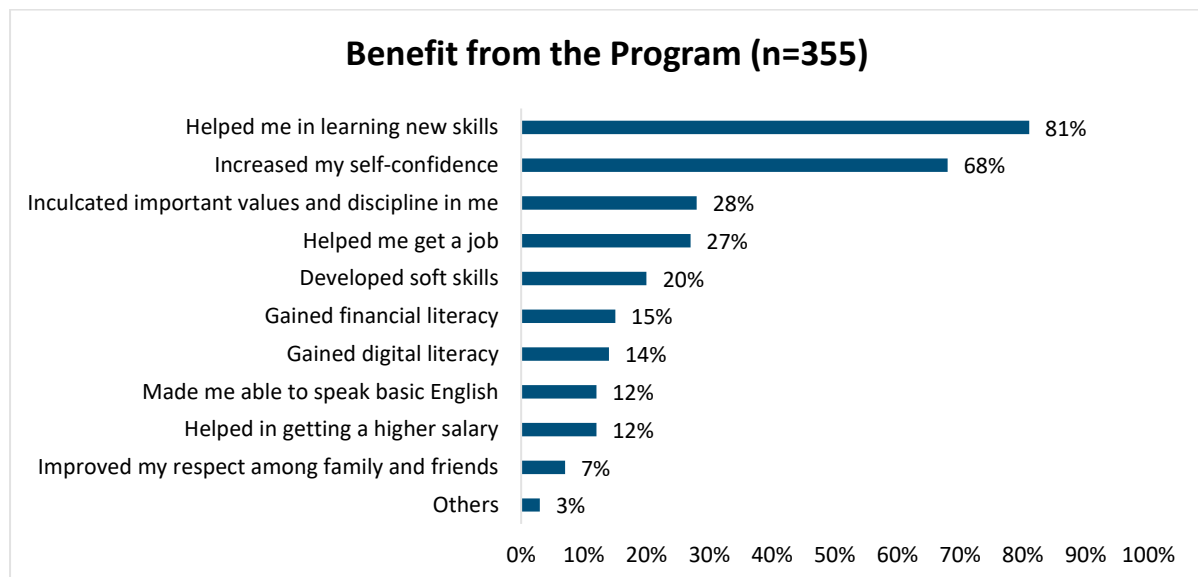 Benefit from the Program (n=355)
Helped me in learning new skills 81%
Increased my self-confidence 68%
Inculcated important values and discipline in me 28%
Helped me get a job 27%
Developed soft skills 20%
Gained financial literacy 15%
Gained digital literacy 14%
Made me able to speak basic English 12%
Helped in getting a higher salary 12%
Improved my respect among family and friends 7%
Others 3%
0% 10% 20% 30% 40% 50% 60% 70% 80% 90% 100%